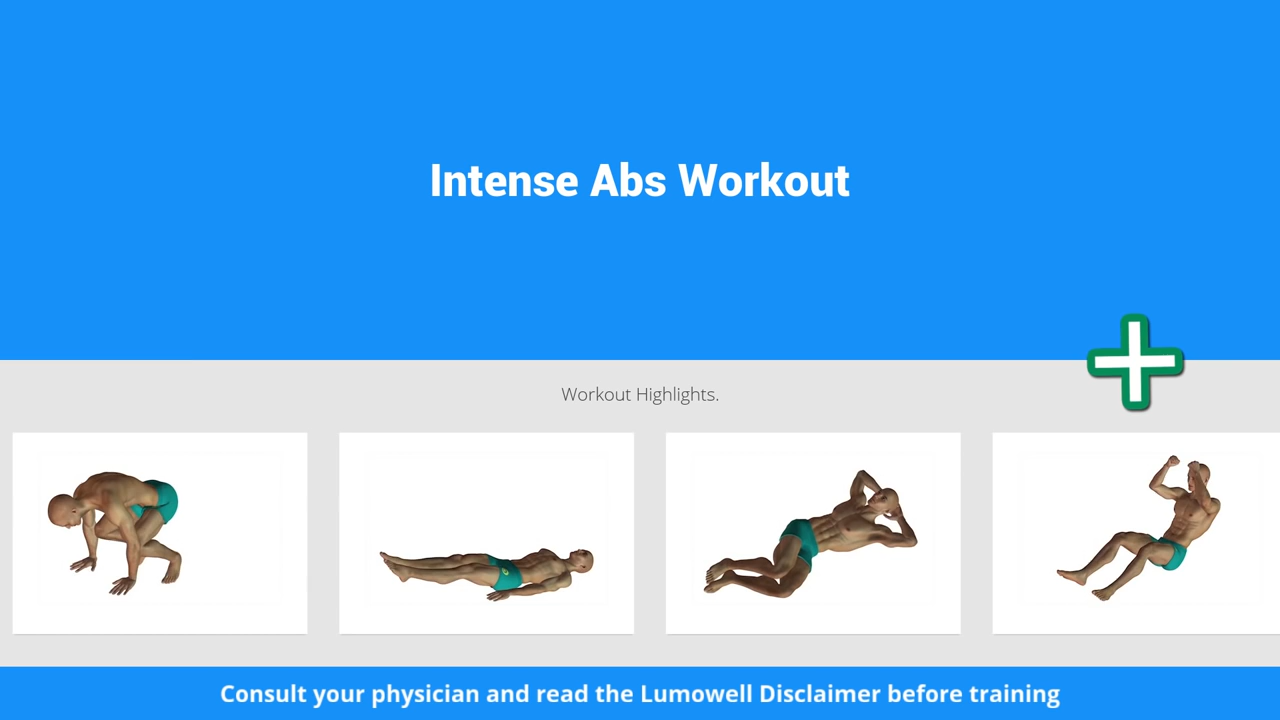 Intense Abs Workout
Workout Highlights.
Consult your physician and read the Lumowell Disclaimer before training